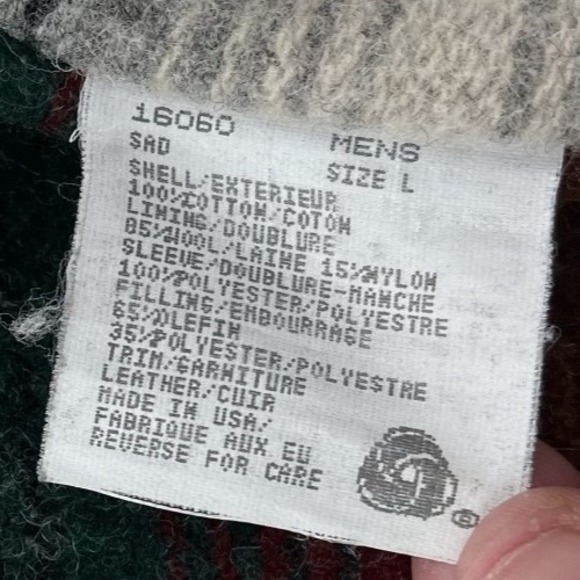 16060 MENS
SAD SIZE L
SHELL/EXTERIEUR
100%COTTON/COTON
LINING/DOUBLURE
85%WOOL/LAINE 15%NYLON
SLEEVE/DOUBLURE-MANCHE
100%POLYESTER/POLYESTRE
FILLING/EMBOURRAGE
65%OLEFIN
35%POLYESTER/POLYESTRE
TRIM/GARNITURE
LEATHER/CUIR
MADE IN USA/
FABRIQUE AUX EU
REVERSE FOR CARE
©